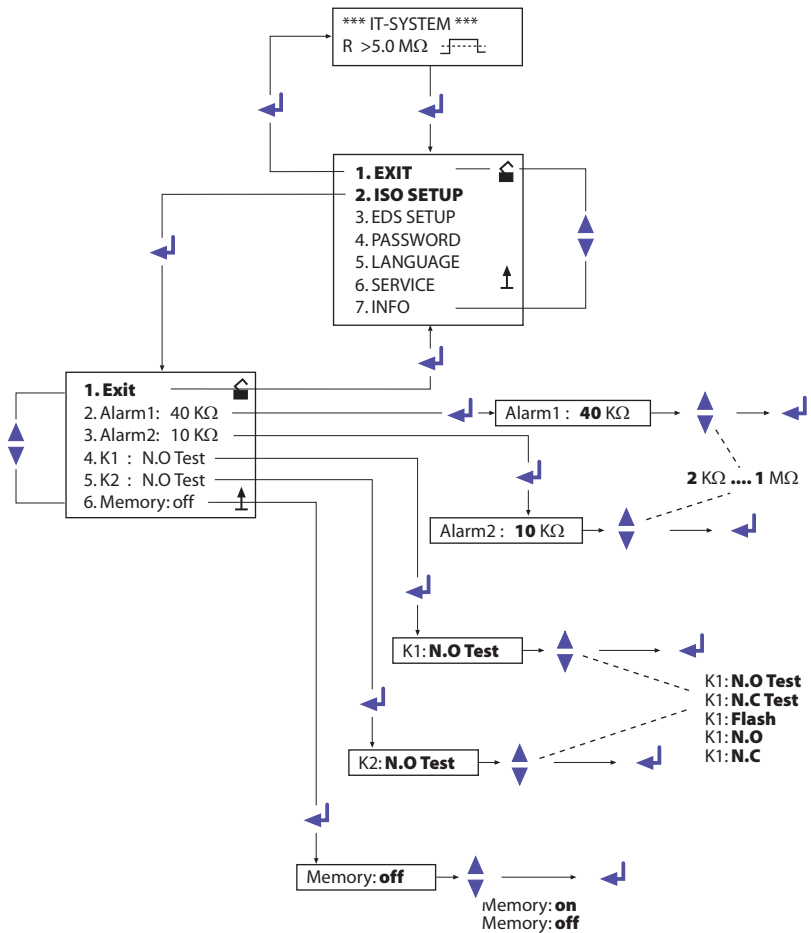 *** IT-SYSTEM ***
R >5.0 MΩ
1. EXIT
2. ISO SETUP
3. EDS SETUP
4. PASSWORD
5. LANGUAGE
6. SERVICE
7. INFO
1. Exit
2. Alarm1: 40 KΩ
3. Alarm2: 10 KΩ
4. K1 : N.O Test
5. K2 : N.O Test
6. Memory: off
Alarm1 : 40 KΩ
2 KΩ .... 1 MΩ
Alarm2 : 10 KΩ
K1: N.O Test
K1: N.O Test
K1: N.C Test
K1: Flash
K1: N.O
K1: N.C
K2: N.O Test
Memory: off
Memory: on
Memory: off